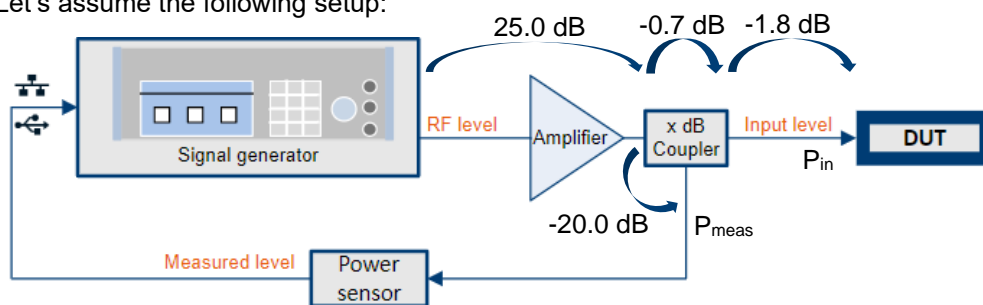 Let's assume the following setup:
25.0 dB
-0.7 dB
-1.8 dB
RF level
Amplifier
x dB
Coupler
Input level
DUT
Signal generator
Pin
-20.0 dB
Pmeas
Measured level
Power
sensor